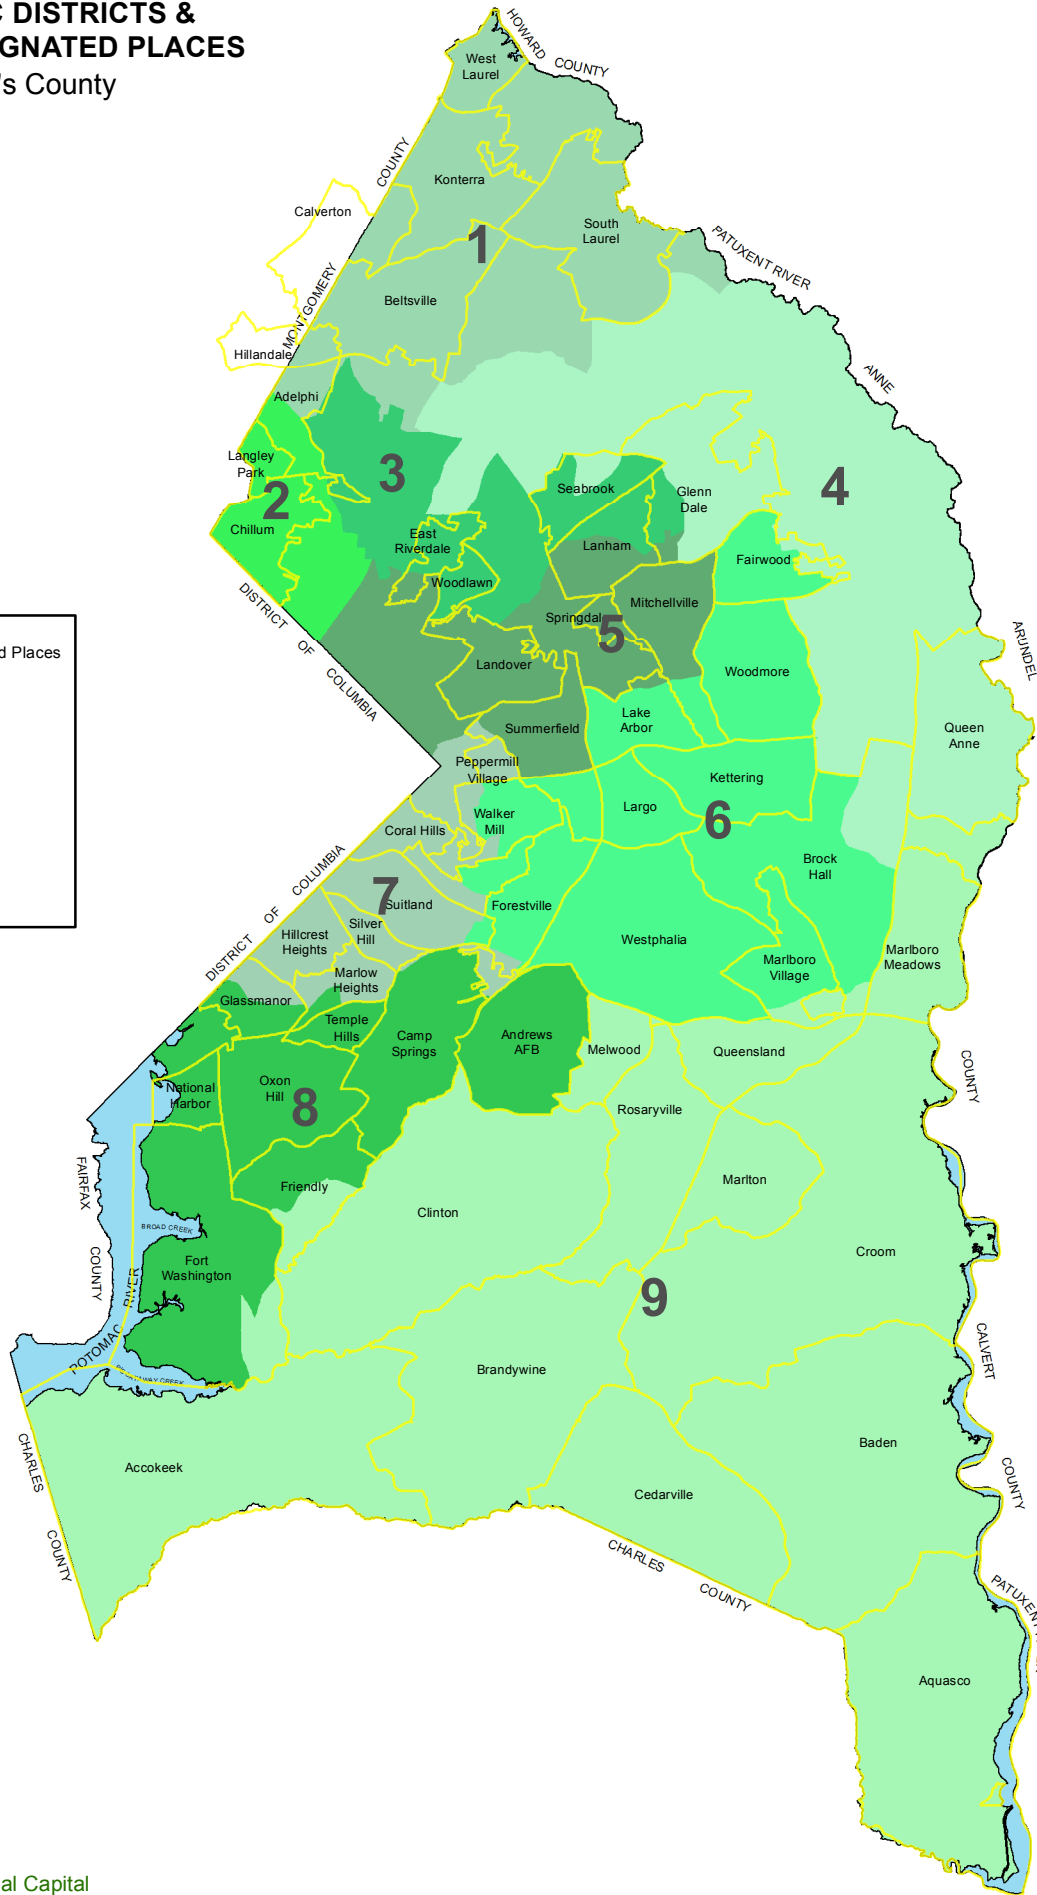 C DISTRICTS &
GNATED PLACES
's County
HOWARD COUNTY
West
Laurel
COUNTY
Konterra
Calverton
South
Laurel
1
PATUXENT RIVER
MONTGOMERY
Beltsville
Hillandale
ANNE
Adelphi
Langley
Park
3
2
Seabrook
4
Glenn
Dale
Chillum
East
Riverdale
Lanham
Fairwood
Woodlawn
DISTRICT OF COLUMBIA
Mitchellville
Springdal
5
ARUNDEL
d Places
Landover
Woodmore
Lake
Arbor
Summerfield
Queen
Anne
Peppermill
Village
Kettering
Largo
6
Walker
Mill
Coral Hills
DISTRICT OF COLUMBIA
Brock
Hall
7
Suitland
Forestville
Silver
Hill
Hillcrest
Heights
Westphalia
Marlboro
Meadows
Marlboro
Village
Marlow
Heights
Glassmanor
Temple
Hills
Camp
Springs
Andrews
AFB
Melwood
Queensland
COUNTY
National
Harbor
Oxon
Hill
8
Rosaryville
FAIRFAX
COUNTY
Friendly
Marlton
Clinton
BROAD CREEK
Croom
Fort
Washington
RIVER
POTOMAC
9
CALVERT
COUNTY
Brandywine
Baden
CHARLES
COUNTY
Accokeek
Cedarville
CHARLES
COUNTY
PATUXENT
Aquasco
al Capital